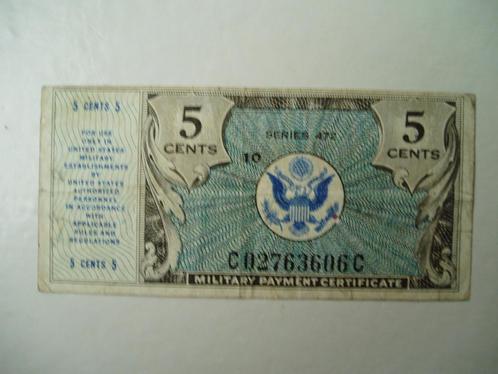 5 CENTS 5
FOR USE
ONLY IN
UNITED STATES
MILITARY
ESTABLISHMENTS
BY
UNITED STATES
AUTHORIZED
PERSONNEL
IN ACCORDANCE
WITH
APPLICABLE
RULES AND
REGULATIONS
5 CENTS 5
5
CENTS
SERIES 472
10
5
CENTS
C02763606C
MILITARY PAYMENT CERTIFICATE